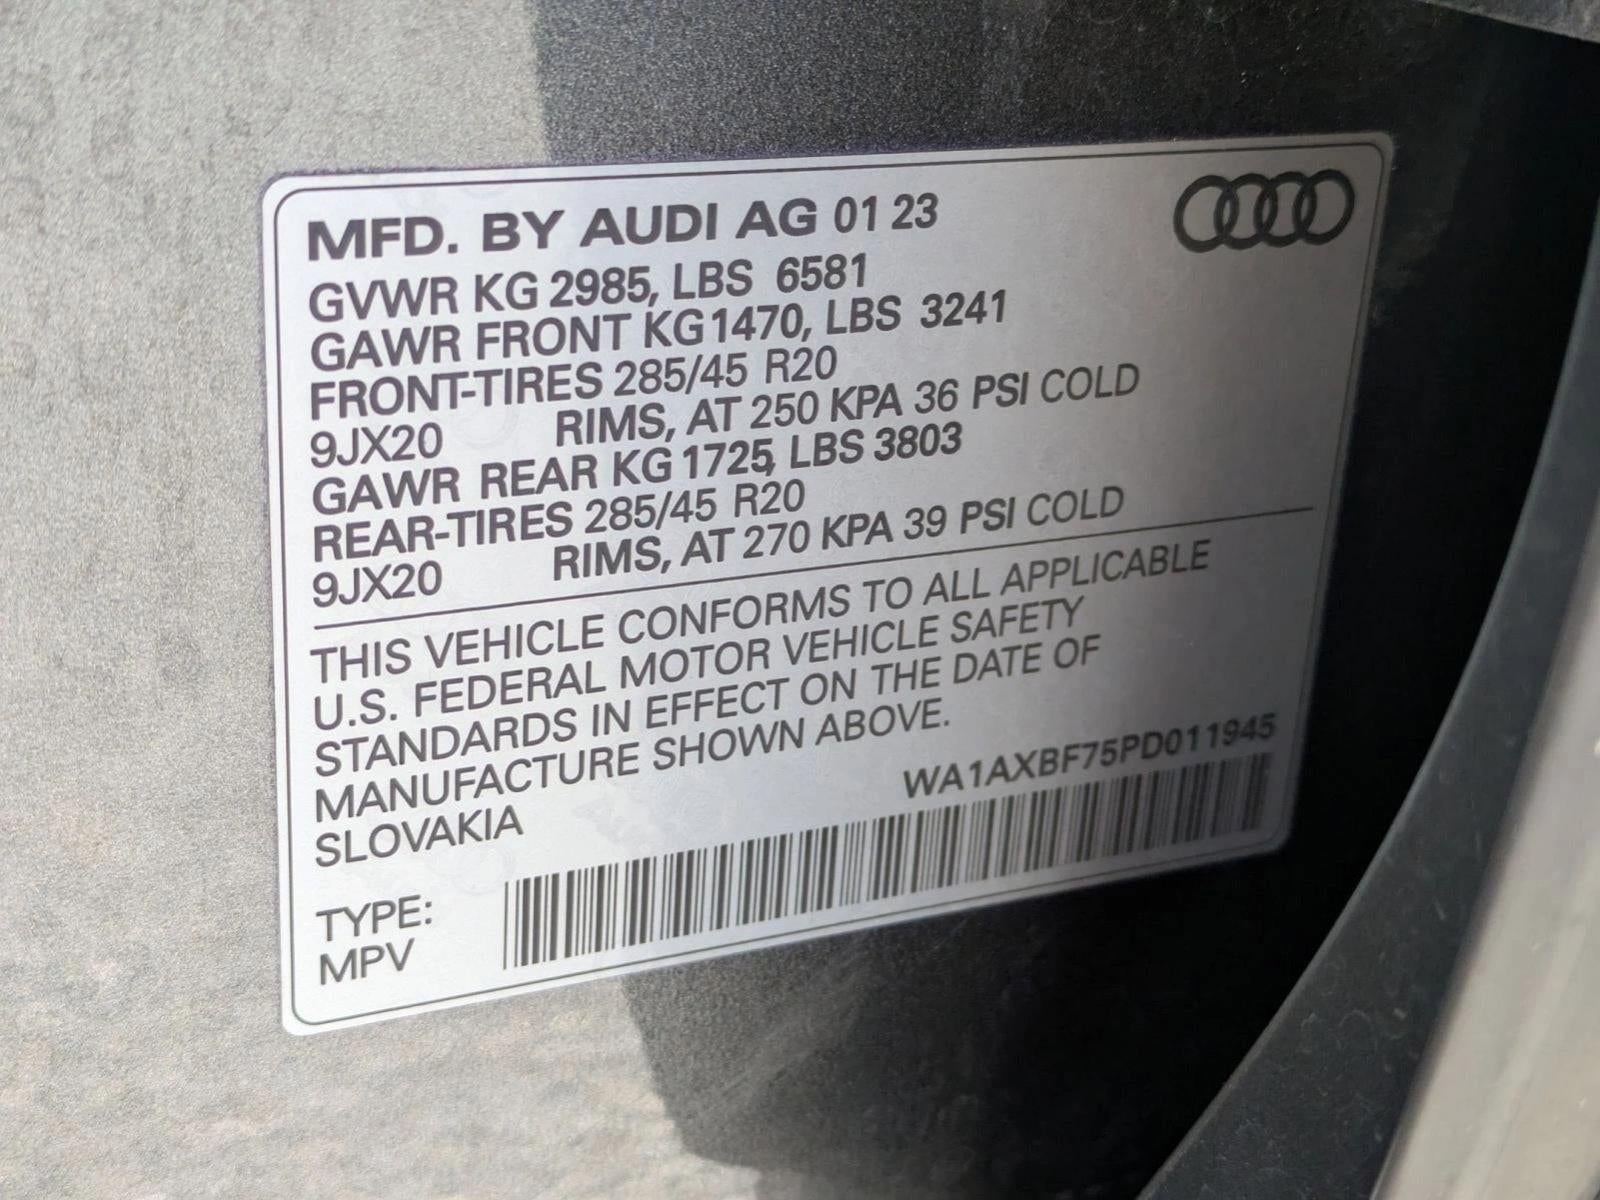 MFD. BY AUDI AG 01 23
GVWR KG 2985, LBS 6581
GAWR FRONT KG 1470, LBS 3241
FRONT-TIRES 285/45 R20
9JX20 RIMS, AT 250 KPA 36 PSI COLD
GAWR REAR KG 1725, LBS 3803
REAR-TIRES 285/45 R20
9JX20 RIMS, AT 270 KPA 39 PSI COLD
THIS VEHICLE CONFORMS TO ALL APPLICABLE
U.S. FEDERAL MOTOR VEHICLE SAFETY
STANDARDS IN EFFECT ON THE DATE OF
MANUFACTURE SHOWN ABOVE.
SLOVAKIA
WA1AXBF75PD011945
TYPE:
MPV